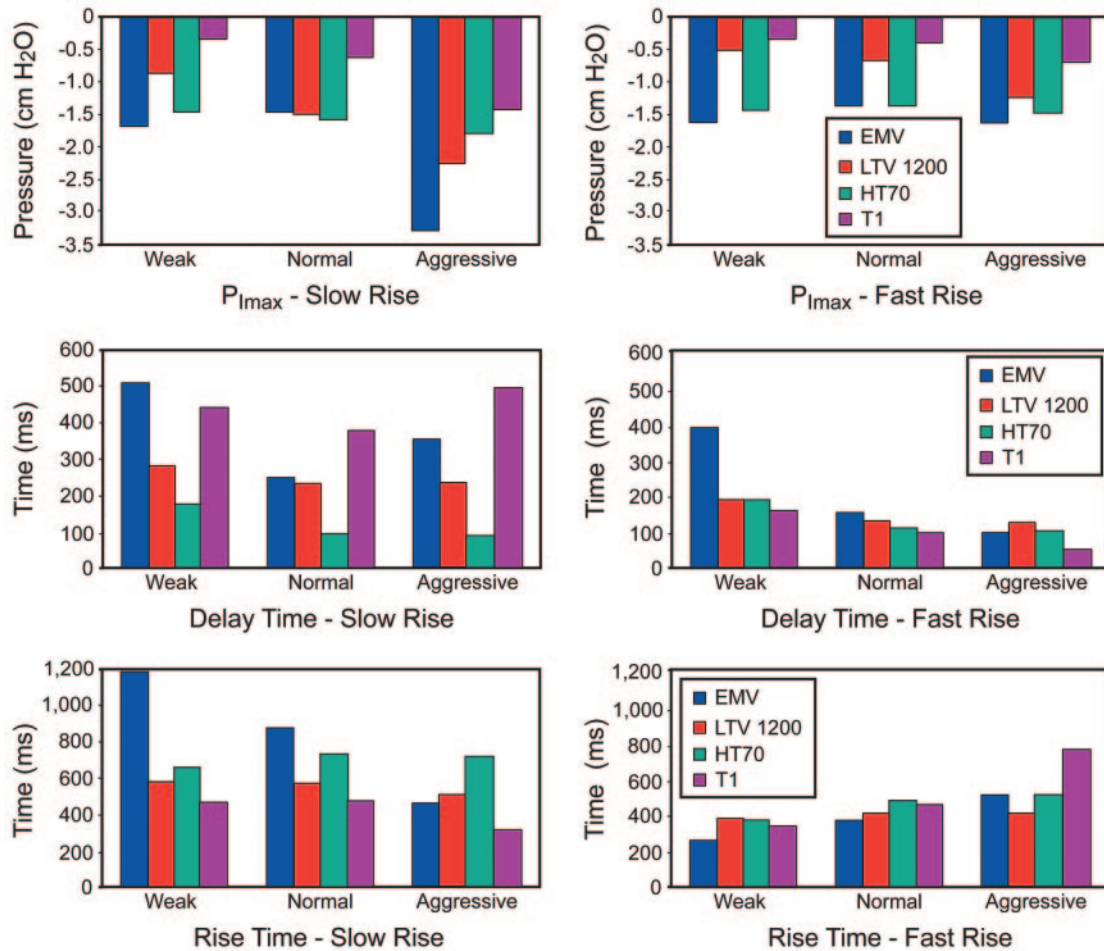 0
-0.5
-1.0
-1.5
-2.0
-2.5
-3.0
-3.5
Pressure (cm H₂O)
Weak Normal Aggressive
P_Imax - Slow Rise
0
-0.5
-1.0
-1.5
-2.0
-2.5
-3.0
-3.5
Pressure (cm H₂O)
EMV
LTV 1200
HT70
T1
Weak Normal Aggressive
P_Imax - Fast Rise
600
500
400
300
200
100
0
Time (ms)
Weak Normal Aggressive
Delay Time - Slow Rise
600
500
400
300
200
100
0
Time (ms)
EMV
LTV 1200
HT70
T1
Weak Normal Aggressive
Delay Time - Fast Rise
1,200
1,000
800
600
400
200
0
Time (ms)
Weak Normal Aggressive
Rise Time - Slow Rise
1,200
1,000
800
600
400
200
0
Time (ms)
EMV
LTV 1200
HT70
T1
Weak Normal Aggressive
Rise Time - Fast Rise